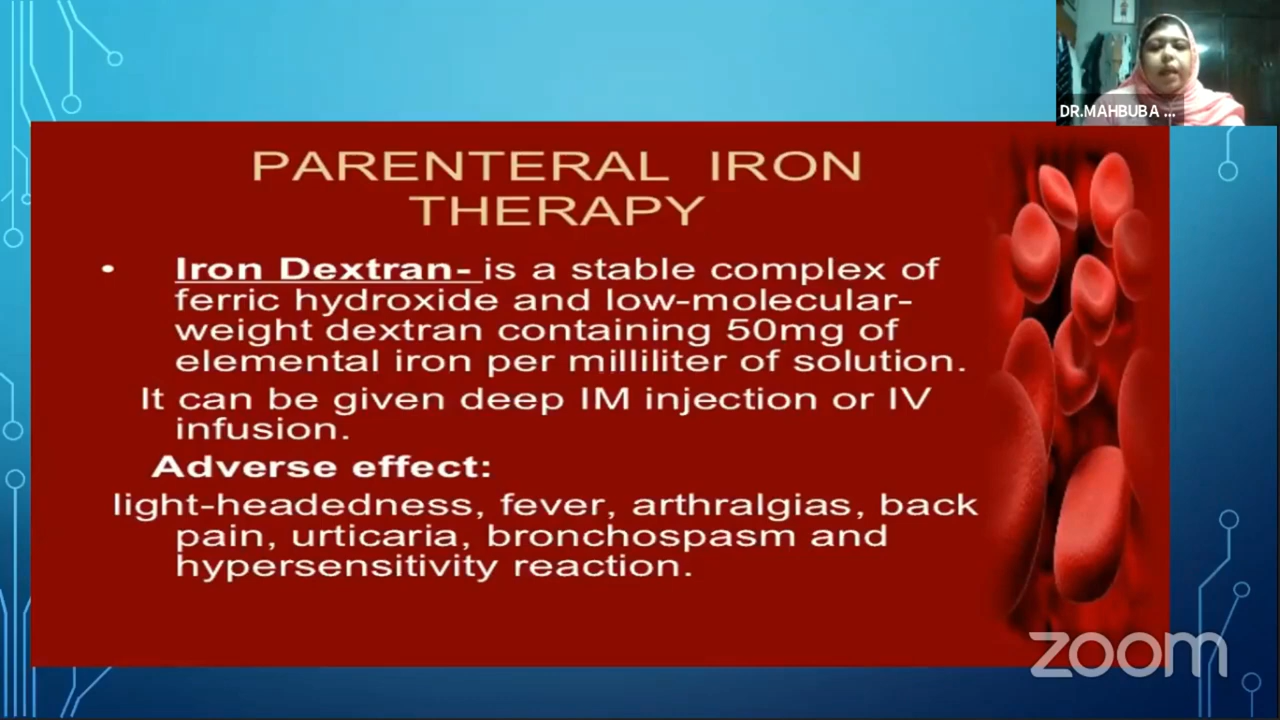 DR.MAHBUBA ...
PARENTERAL IRON
THERAPY
• Iron Dextran- is a stable complex of
ferric hydroxide and low-molecular-
weight dextran containing 50mg of
elemental iron per milliliter of solution.
It can be given deep IM injection or IV
infusion.
Adverse effect:
light-headedness, fever, arthralgias, back
pain, urticaria, bronchospasm and
hypersensitivity reaction.
zoom